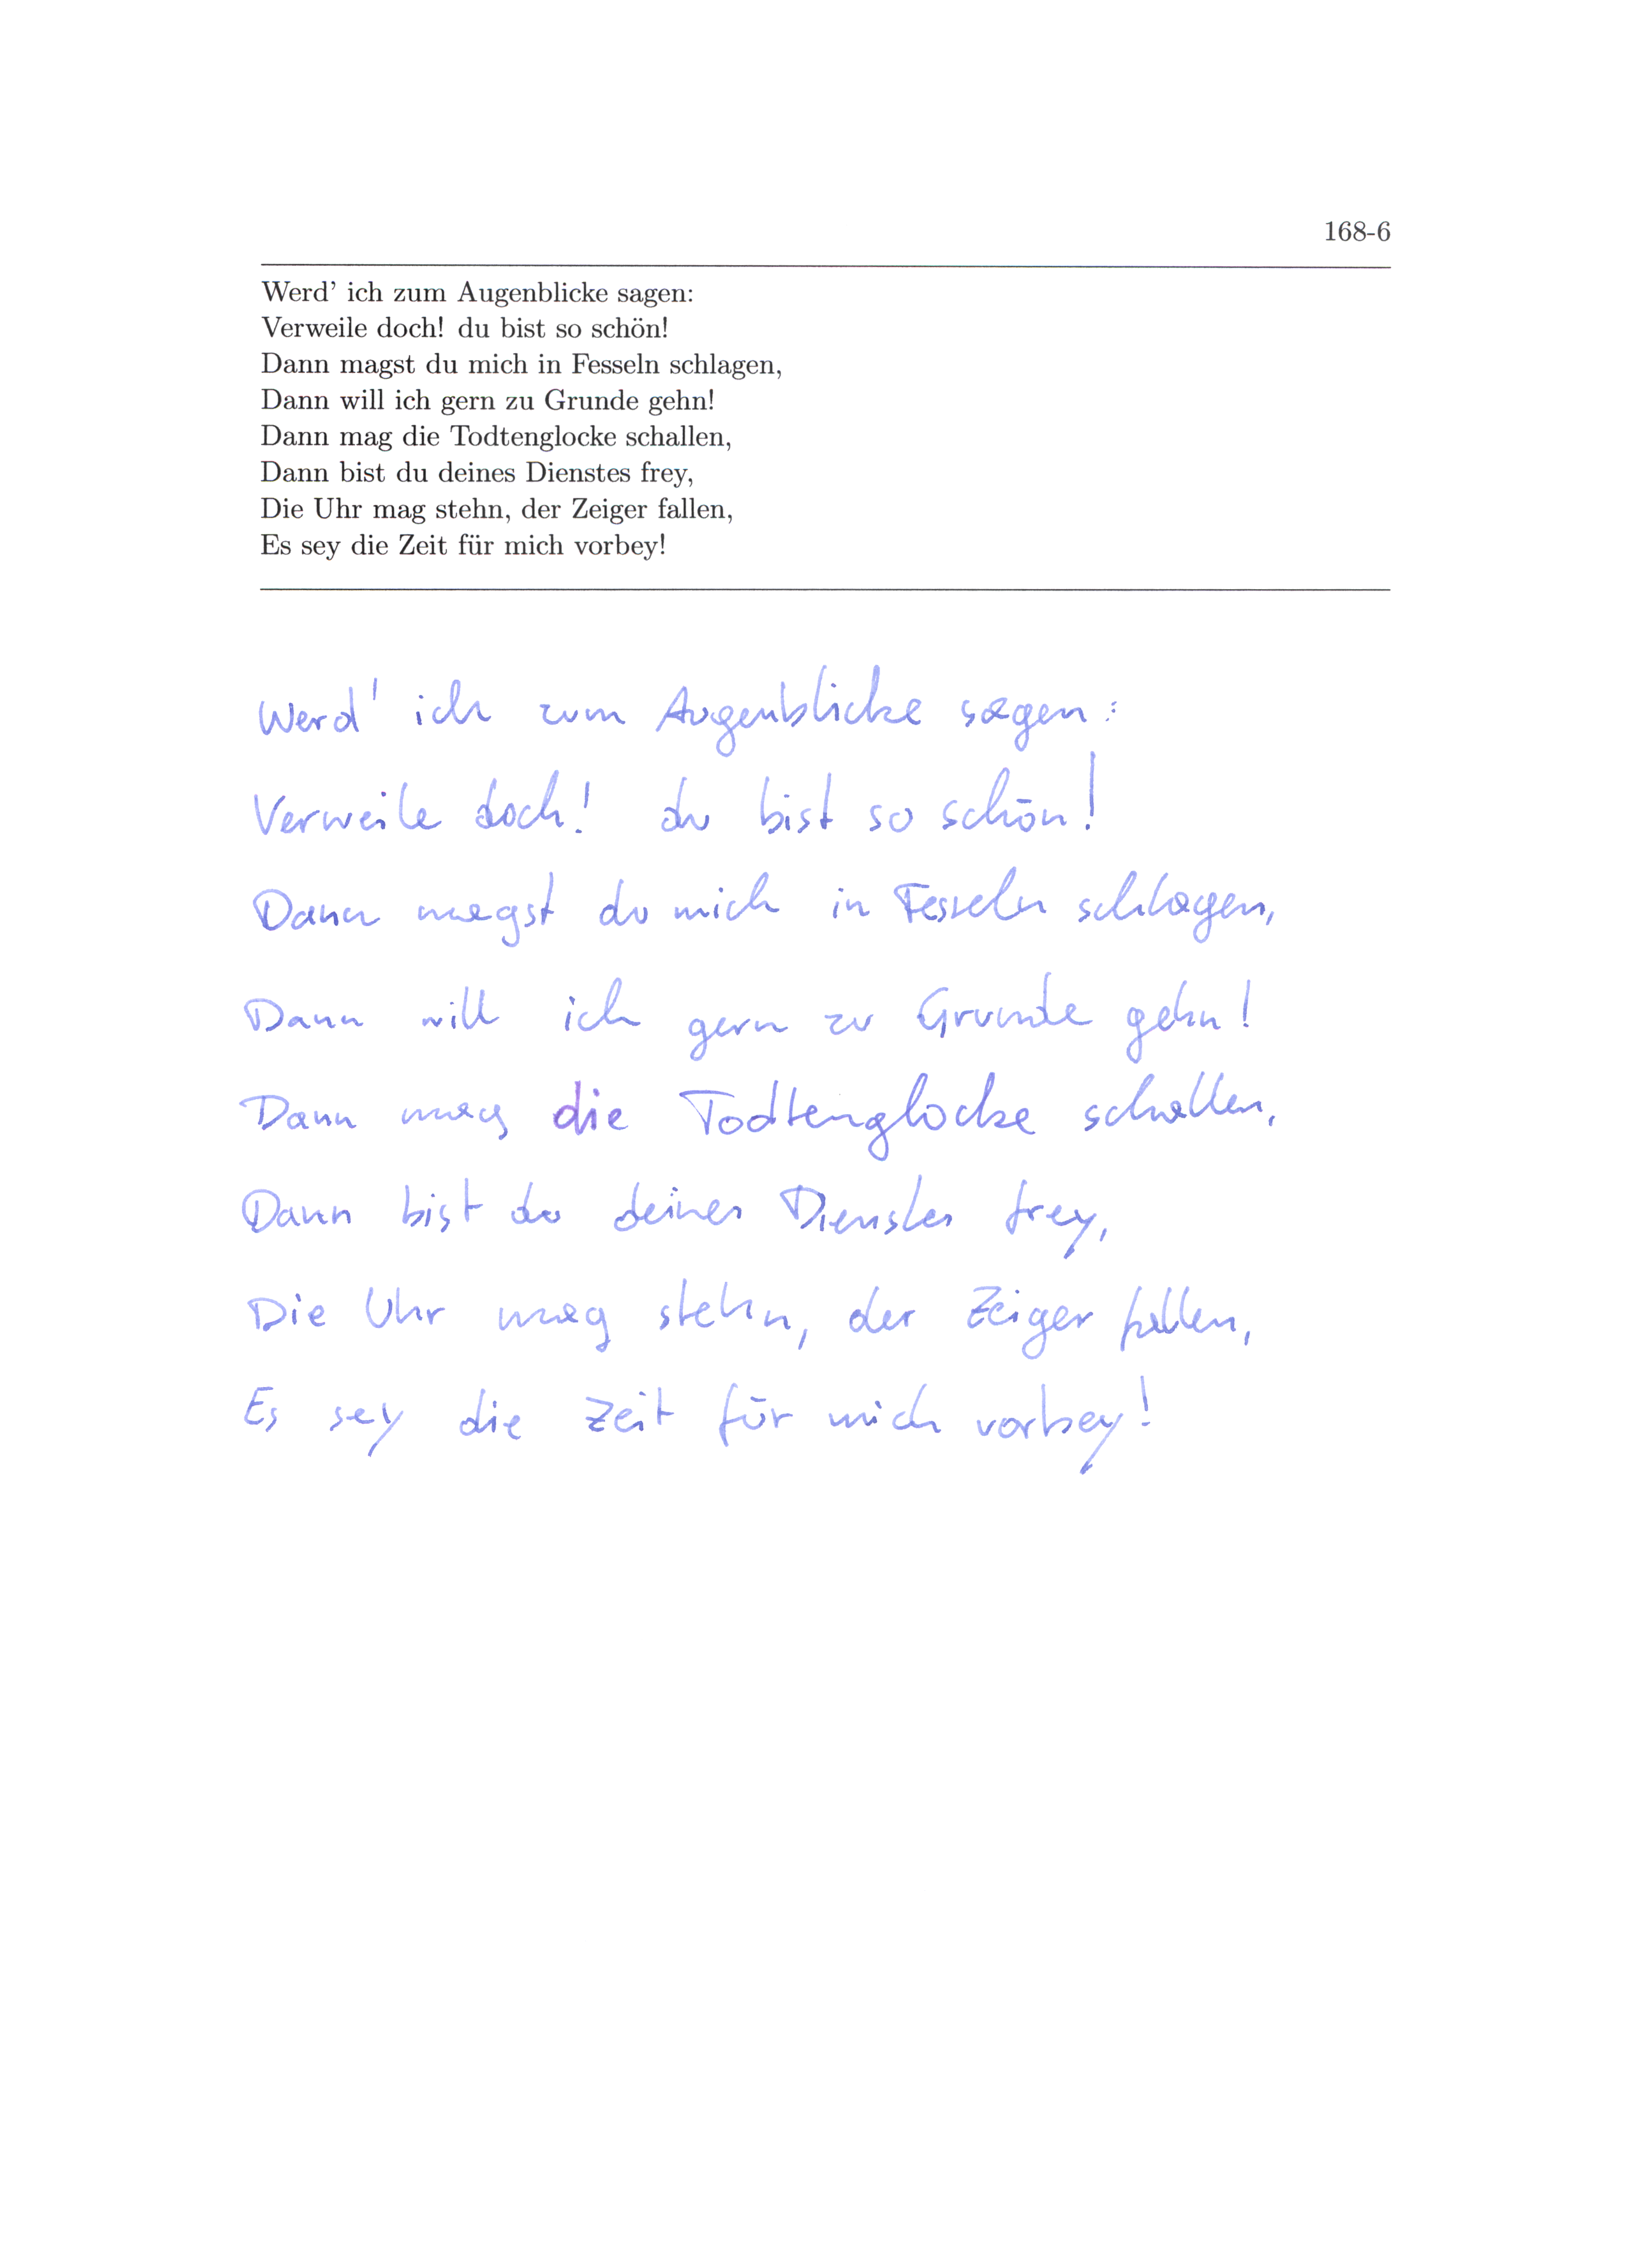 168-6
Werd' ich zum Augenblicke sagen:
Verweile doch! du bist so schön!
Dann magst du mich in Fesseln schlagen,
Dann will ich gern zu Grunde gehn!
Dann mag die Todtenglocke schallen,
Dann bist du deines Dienstes frey,
Die Uhr mag stehn, der Zeiger fallen,
Es sey die Zeit für mich vorbey!
Werd' ich zum Augenblicke sagen:
Verweile doch! du bist so schön!
Dann magst du mich in Fesseln schlagen,
Dann will ich gern zu Grunde gehn!
Dann mag die Todtenglocke schallen,
Dann bist du deines Dienstes frey,
Die Uhr mag stehn, der Zeiger fallen,
Es sey die Zeit für mich vorbey!